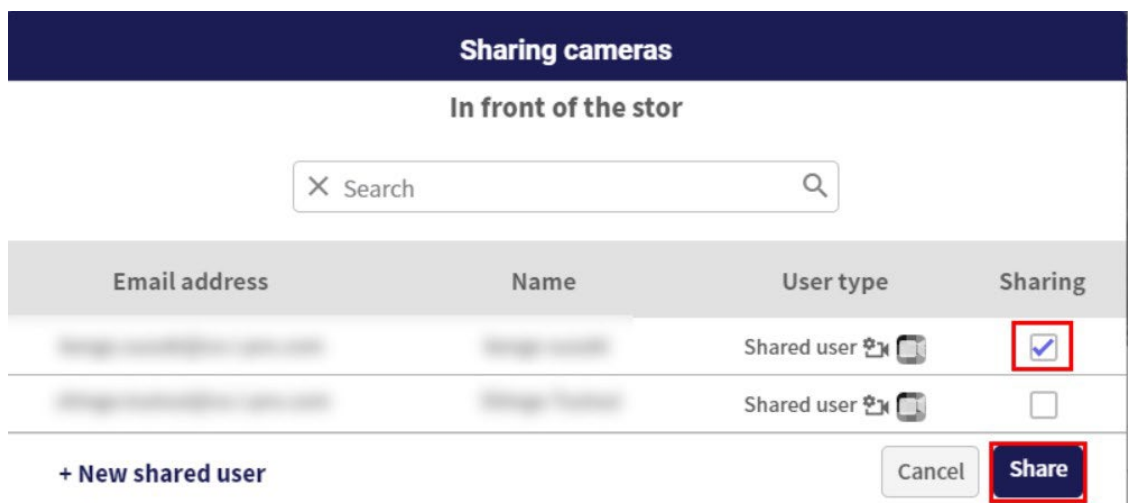 Sharing cameras
In front of the stor
Search
Email address Name User type Sharing
Shared user
Shared user
+ New shared user Cancel Share